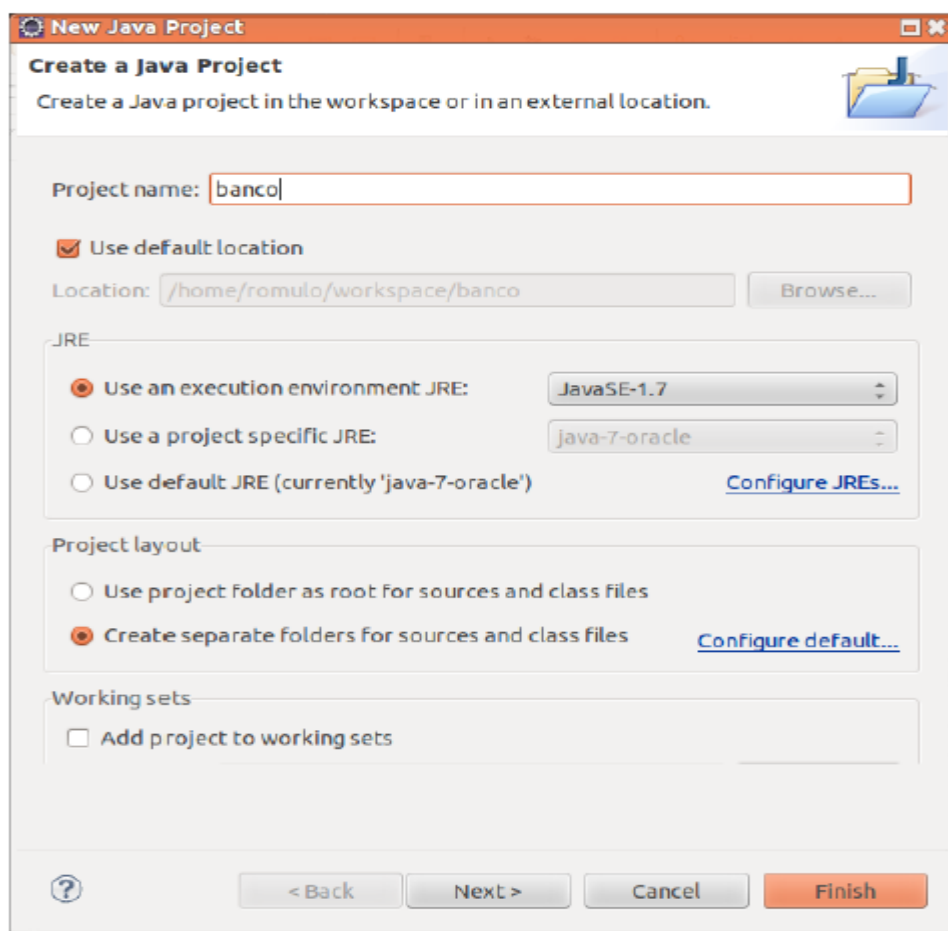 New Java Project
Create a Java Project
Create a Java project in the workspace or in an external location.
Project name: banco
Use default location
Location: /home/romulo/workspace/banco Browse...
JRE
Use an execution environment JRE: JavaSE-1.7
Use a project specific JRE: java-7-oracle
Use default JRE (currently 'java-7-oracle') Configure JREs...
Project layout
Use project folder as root for sources and class files
Create separate folders for sources and class files Configure default...
Working sets
Add project to working sets
? < Back Next > Cancel Finish